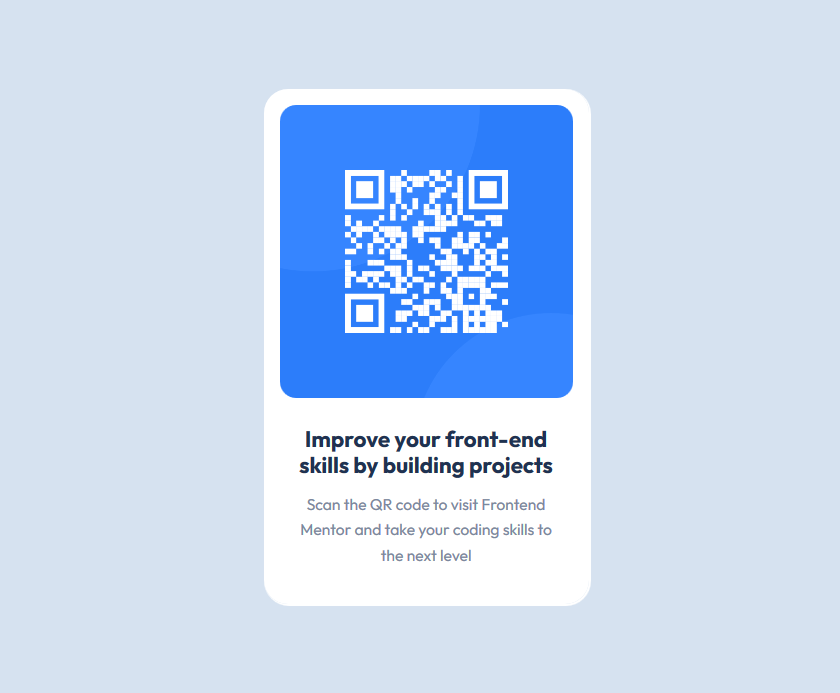 Improve your front-end
skills by building projects
Scan the QR code to visit Frontend
Mentor and take your coding skills to
the next level